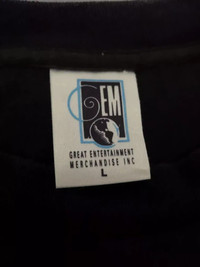 GEM
GREAT ENTERTAINMENT
MERCHANDISE INC
L